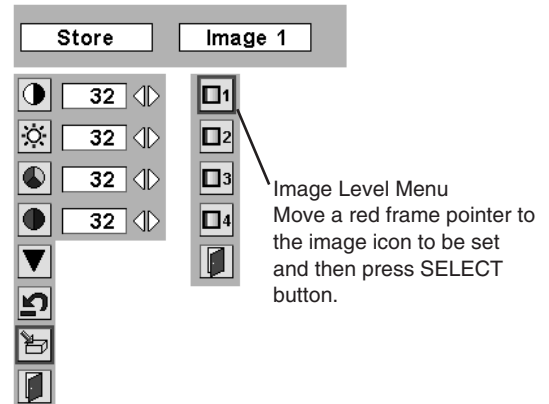 Store Image 1
32 1
32 2
32 3
32 4
Image Level Menu
Move a red frame pointer to
the image icon to be set
and then press SELECT
button.